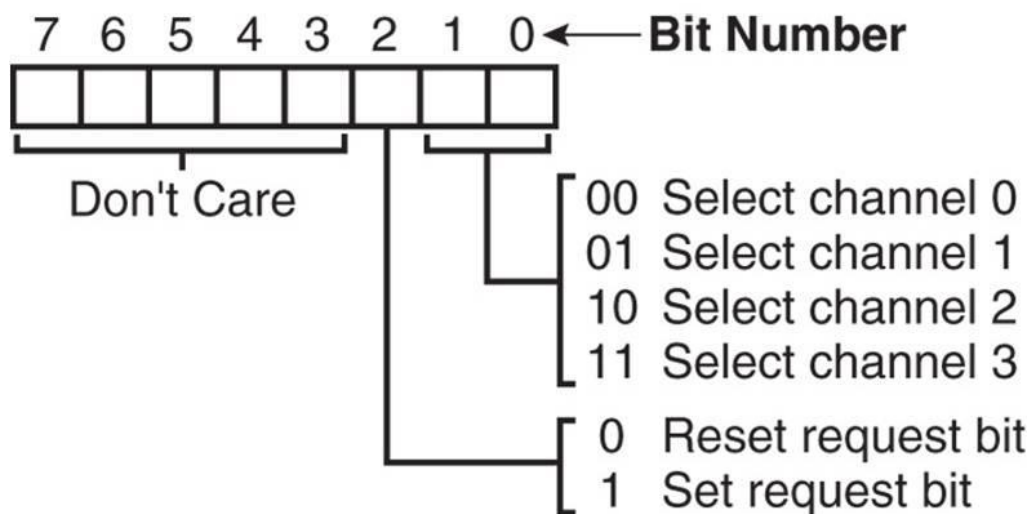 7 6 5 4 3 2 1 0 Bit Number
Don't Care
00 Select channel 0
01 Select channel 1
10 Select channel 2
11 Select channel 3
0 Reset request bit
1 Set request bit